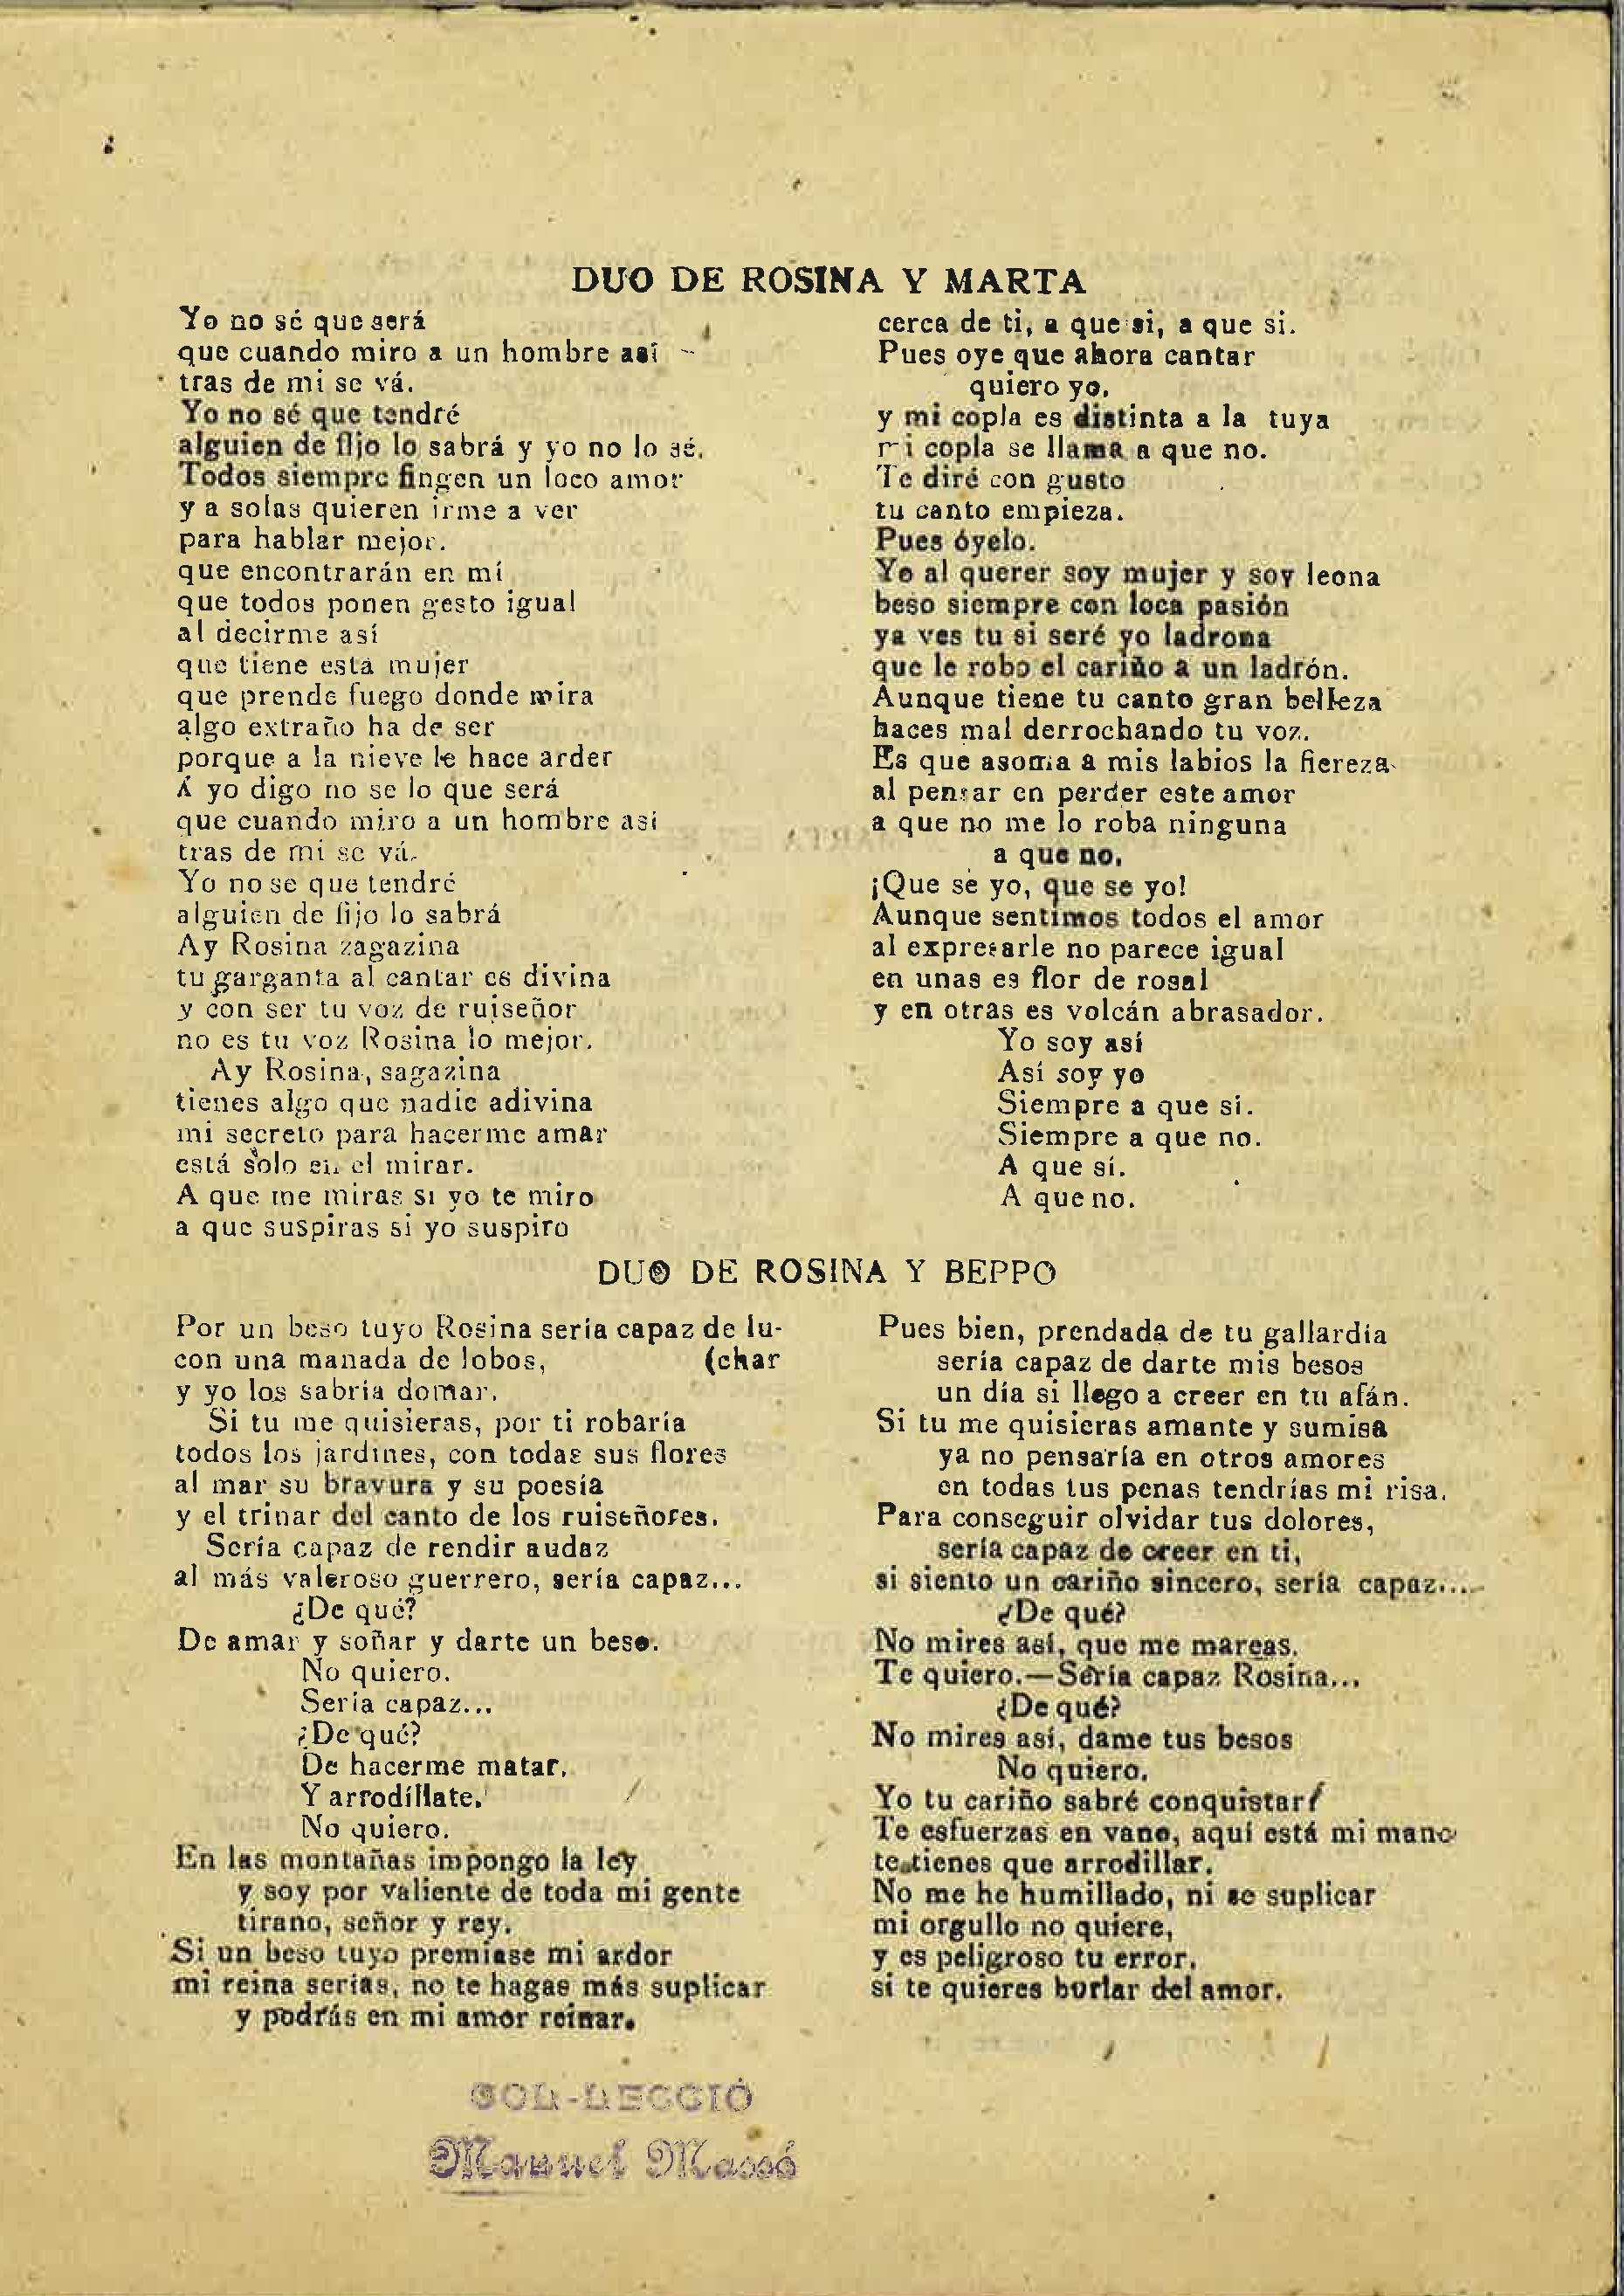 DUO DE ROSINA Y MARTA
Yo no sé que será
que cuando miro a un hombre así
tras de mi se vá.
Yo no sé que tendré
alguien de fijo lo sabrá y yo no lo sé.
Todos siempre fingen un loco amor
y a solas quieren irme a ver
para hablar mejor.
que encontrarán en mí
que todos ponen gesto igual
al decirme así
que tiene está mujer
que prende fuego donde mira
algo extraño ha de ser
porque a la nieve le hace arder
Á yo digo no se lo que será
que cuando miro a un hombre asi
tras de mi se vá.
Yo no se que tendré
alguien de fijo lo sabrá
Ay Rosina zagazina
tu garganta al cantar es divina
y con ser tu voz de ruiseñor
no es tu voz Rosina lo mejor.
Ay Rosina, sagazina
tienes algo que nadie adivina
mi secreto para hacerme amar
está solo en el mirar.
A que me miras si yo te miro
a que suspiras si yo suspiro
cerca de ti, a que si, a que si.
Pues oye que ahora cantar
quiero yo.
y mi copla es distinta a la tuya
mi copla se llama a que no.
Te diré con gusto
tu canto empieza.
Pues óyelo.
Yo al querer soy mujer y soy leona
beso siempre con loca pasión
ya ves tu si seré yo ladrona
que le robo el cariño a un ladrón.
Aunque tiene tu canto gran belleza
haces mal derrochando tu voz.
Es que asoma a mis labios la fiereza
al pensar en perder este amor
a que no me lo roba ninguna
a que no.
¡Que se yo, que se yo!
Aunque sentimos todos el amor
al expresarle no parece igual
en unas es flor de rosal
y en otras es volcán abrasador.
Yo soy así
Así soy yo
Siempre a que si.
Siempre a que no.
A que sí.
A que no.
DUO DE ROSINA Y BEPPO
Por un beso tuyo Rosina sería capaz de lu-
con una manada de lobos, (char
y yo los sabría domar.
Si tu me quisieras, por ti robaría
todos los jardines, con todas sus flores
al mar su bravura y su poesía
y el trinar del canto de los ruiseñores.
Sería capaz de rendir audaz
al más valeroso guerrero, sería capaz...
¿De qué?
De amar y soñar y darte un beso.
No quiero.
Seria capaz...
¿De qué?
De hacerme matar.
Y arrodíllate.
No quiero.
En las montañas impongo la ley
y soy por valiente de toda mi gente
tirano, señor y rey.
Si un beso tuyo premiase mi ardor
mi reina serías, no te hagas más suplicar
y podrás en mi amor reinar.
Pues bien, prendada de tu gallardía
sería capaz de darte mis besos
un día si llego a creer en tu afán.
Si tu me quisieras amante y sumisa
ya no pensaría en otros amores
en todas tus penas tendrías mi risa.
Para conseguir olvidar tus dolores,
sería capaz de creer en ti,
si siento un cariño sincero, sería capaz....
¿De qué?
No mires así, que me mareas.
Te quiero.—Sería capaz Rosina...
¿De qué?
No mires así, dame tus besos
No quiero.
Yo tu cariño sabré conquistar
Te esfuerzas en vano, aquí está mi mano
te tienes que arrodillar.
No me he humillado, ni se suplicar
mi orgullo no quiere,
y es peligroso tu error.
si te quieres burlar del amor.
COL-LECCIÓ
Manuel Massó